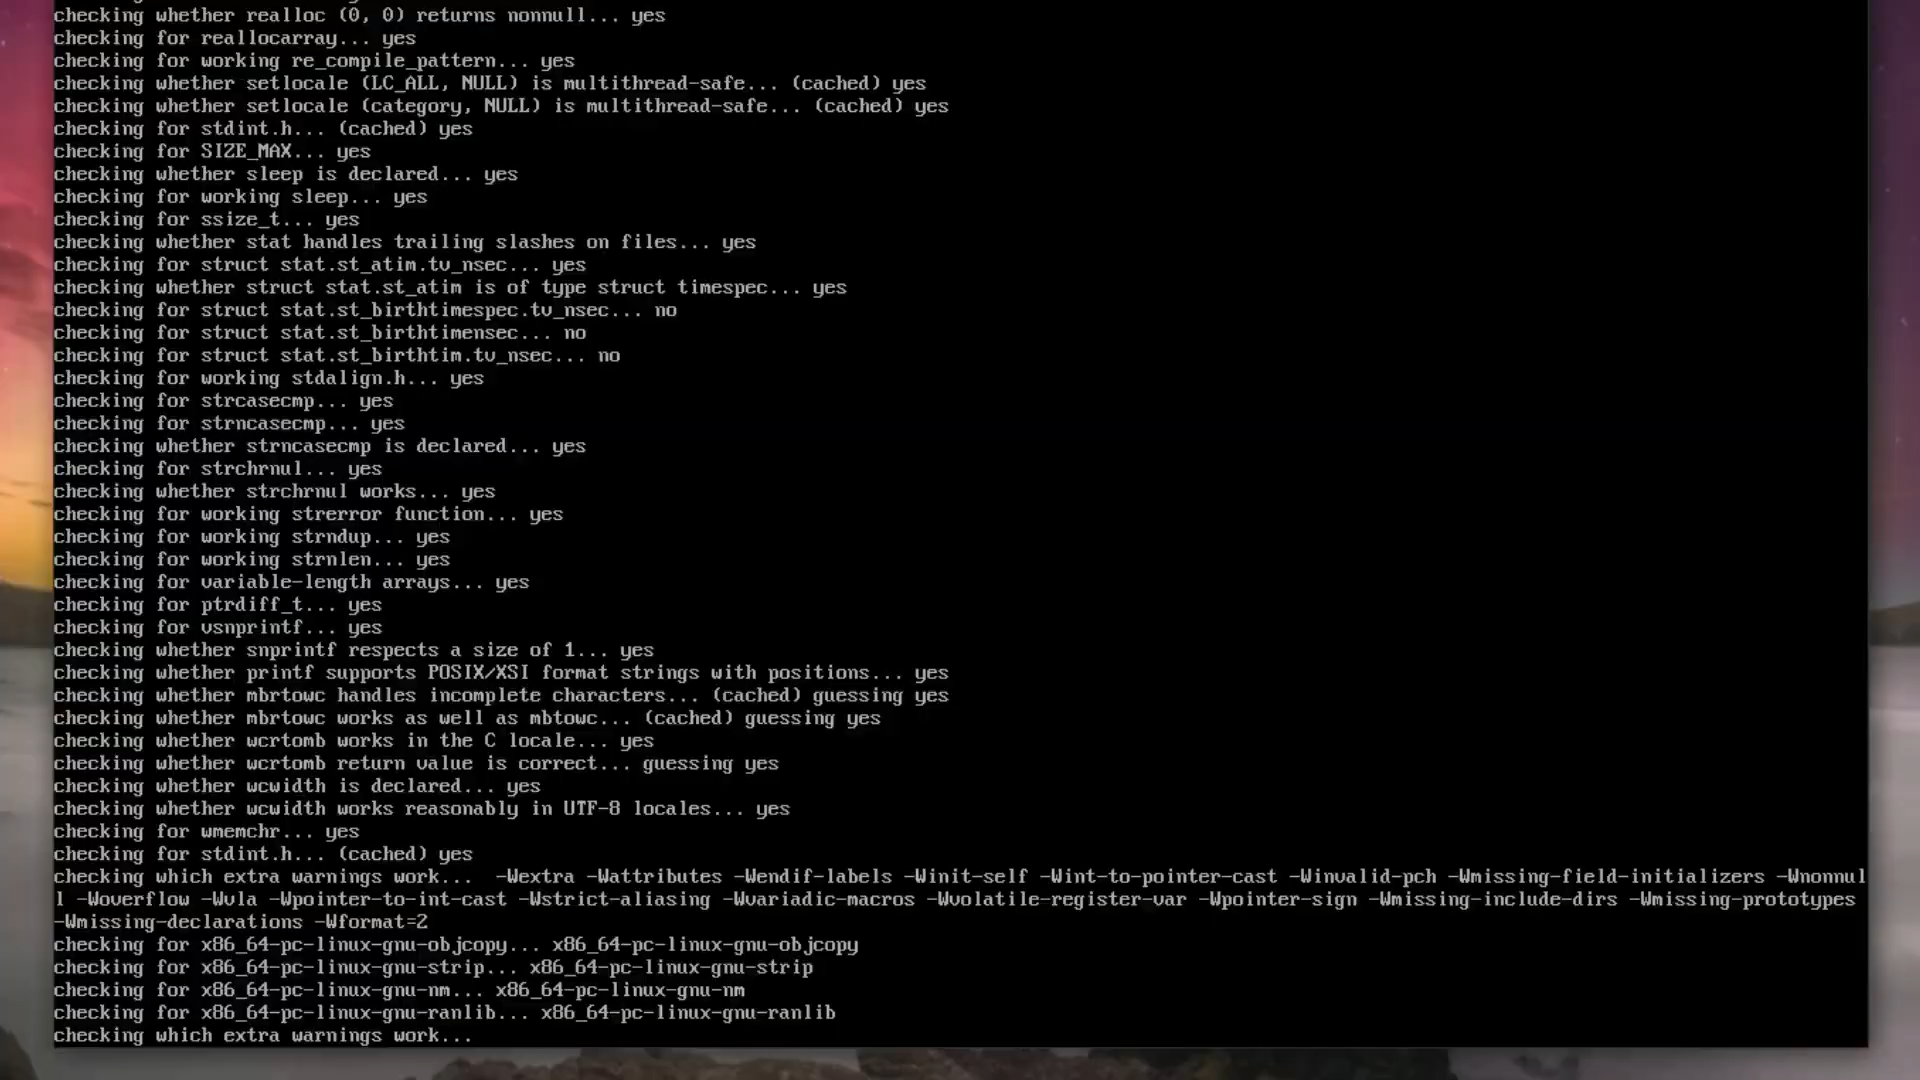 checking whether realloc (0, 0) returns nonnull... yes
checking for reallocarray... yes
checking for working re_compile_pattern... yes
checking whether setlocale (LC_ALL, NULL) is multithread-safe... (cached) yes
checking whether setlocale (category, NULL) is multithread-safe... (cached) yes
checking for stdint.h... (cached) yes
checking for SIZE_MAX... yes
checking whether sleep is declared... yes
checking for working sleep... yes
checking for ssize_t... yes
checking whether stat handles trailing slashes on files... yes
checking for struct stat.st_atim.tv_nsec... yes
checking whether struct stat.st_atim is of type struct timespec... yes
checking for struct stat.st_birthtimespec.tv_nsec... no
checking for struct stat.st_birthtimensec... no
checking for struct stat.st_birthtim.tv_nsec... no
checking for working stdalign.h... yes
checking for strcasecmp... yes
checking for strncasecmp... yes
checking whether strncasecmp is declared... yes
checking for strchrnul... yes
checking whether strchrnul works... yes
checking for working strerror function... yes
checking for working strndup... yes
checking for working strnlen... yes
checking for variable-length arrays... yes
checking for ptrdiff_t... yes
checking for vsnprintf... yes
checking whether snprintf respects a size of 1... yes
checking whether printf supports POSIX/XSI format strings with positions... yes
checking whether mbrtowc handles incomplete characters... (cached) guessing yes
checking whether mbrtowc works as well as mbtowc... (cached) guessing yes
checking whether wcrtomb works in the C locale... yes
checking whether wcrtomb return value is correct... guessing yes
checking whether wcwidth is declared... yes
checking whether wcwidth works reasonably in UTF-8 locales... yes
checking for wmemchr... yes
checking for stdint.h... (cached) yes
checking which extra warnings work...  -Wextra -Wattributes -Wendif-labels -Winit-self -Wint-to-pointer-cast -Winvalid-pch -Wmissing-field-initializers -Wnonnul
l -Woverflow -Wvla -Wpointer-to-int-cast -Wstrict-aliasing -Wvariadic-macros -Wvolatile-register-var -Wpointer-sign -Wmissing-include-dirs -Wmissing-prototypes
-Wmissing-declarations -Wformat=2
checking for x86_64-pc-linux-gnu-objcopy... x86_64-pc-linux-gnu-objcopy
checking for x86_64-pc-linux-gnu-strip... x86_64-pc-linux-gnu-strip
checking for x86_64-pc-linux-gnu-nm... x86_64-pc-linux-gnu-nm
checking for x86_64-pc-linux-gnu-ranlib... x86_64-pc-linux-gnu-ranlib
checking which extra warnings work...